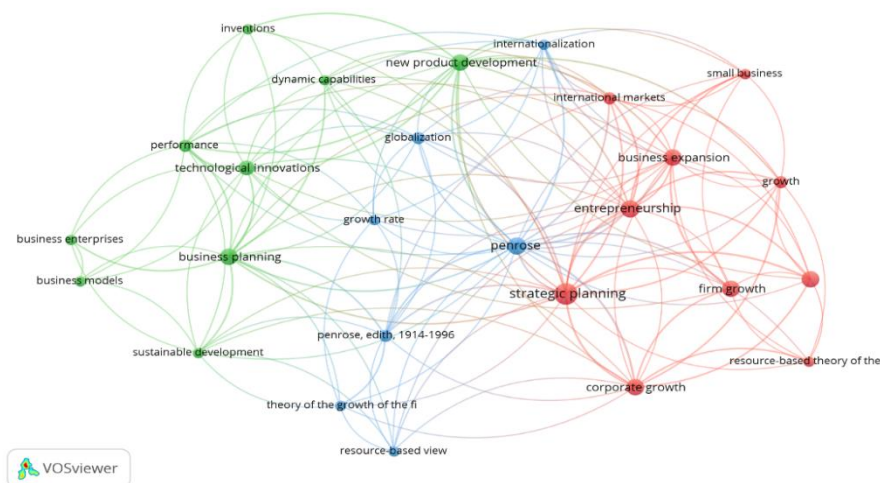 inventions
internationalization
new product development
small business
dynamic capabilities
international markets
globalization
performance
business expansion
technological innovations
growth
entrepreneurship
growth rate
business enterprises
penrose
business planning
business models
firm growth
strategic planning
penrose, edith, 1914-1996
sustainable development
resource-based theory of the
corporate growth
theory of the growth of the fi
resource-based view
VOSviewer